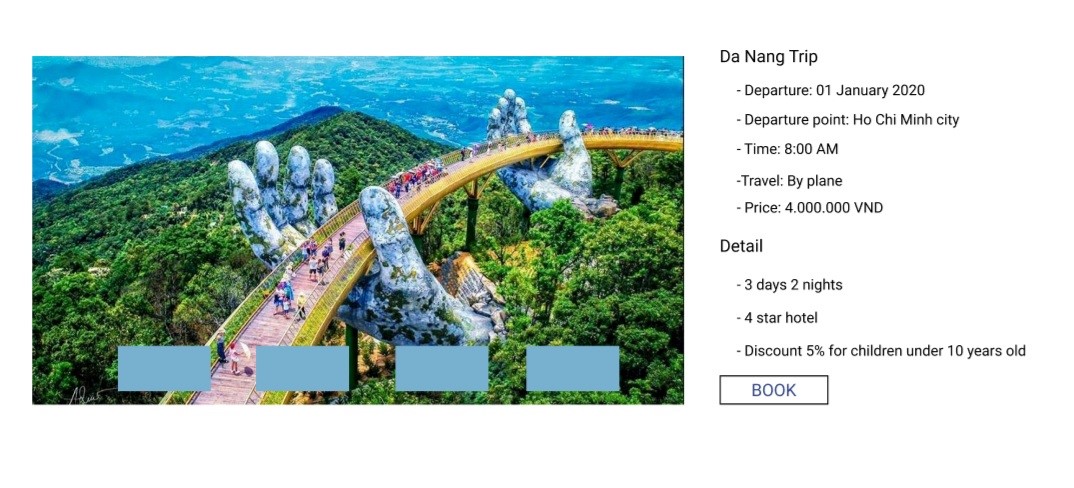 Da Nang Trip
- Departure: 01 January 2020
- Departure point: Ho Chi Minh city
- Time: 8:00 AM
-Travel: By plane
- Price: 4.000.000 VND
Detail
- 3 days 2 nights
- 4 star hotel
- Discount 5% for children under 10 years old
BOOK